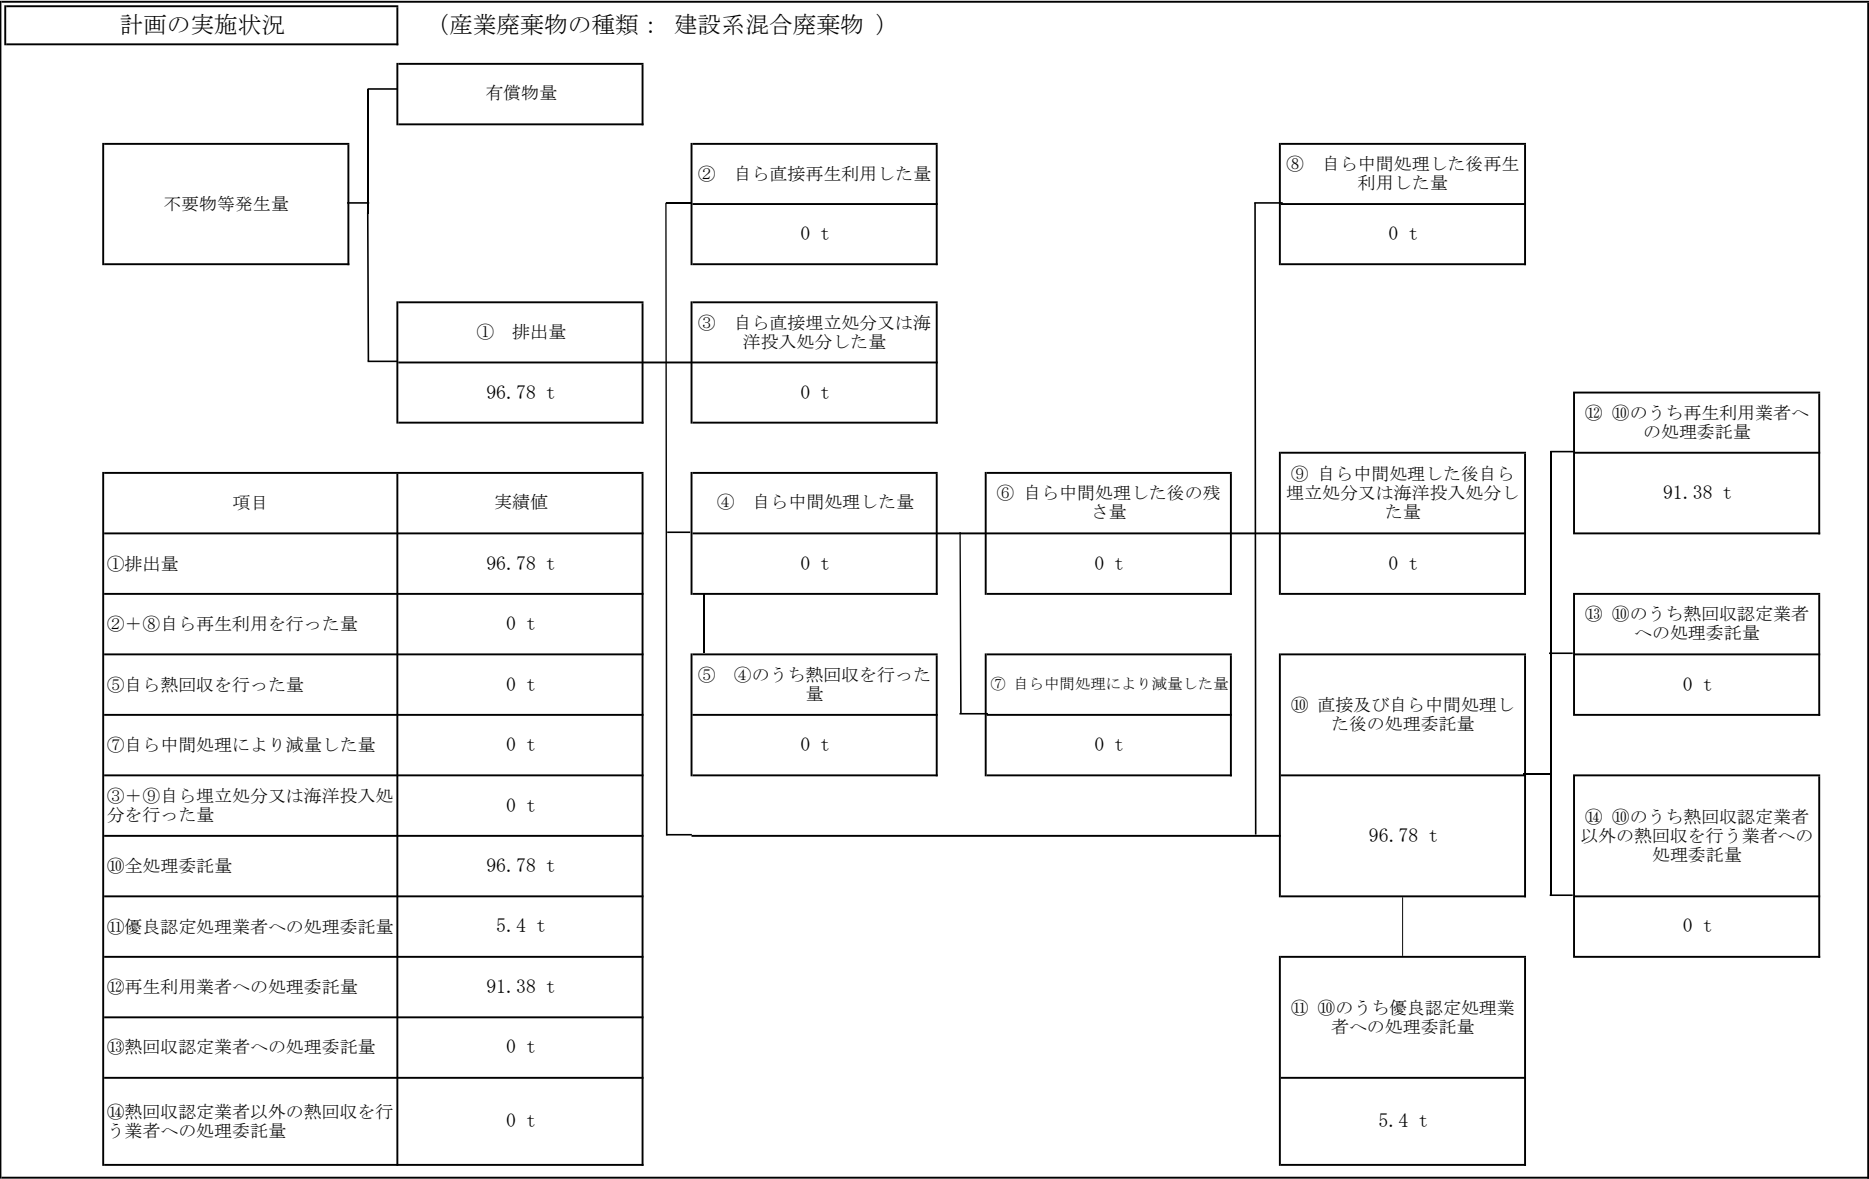 計画の実施状況
（産業廃棄物の種類： 建設系混合廃棄物 ）
有償物量
不要物等発生量
② 自ら直接再生利用した量
0 t
⑧ 自ら中間処理した後再生
利用した量
0 t
① 排出量
96.78 t
③ 自ら直接埋立処分又は海
洋投入処分した量
0 t
⑫ ⑩のうち再生利用業者へ
の処理委託量
91.38 t
④ 自ら中間処理した量
0 t
⑥ 自ら中間処理した後の残
さ量
0 t
⑨ 自ら中間処理した後自ら
埋立処分又は海洋投入処分し
た量
0 t
⑬ ⑩のうち熱回収認定業者
への処理委託量
0 t
⑤ ④のうち熱回収を行った
量
0 t
⑦ 自ら中間処理により減量した量
0 t
⑩ 直接及び自ら中間処理し
た後の処理委託量
96.78 t
⑭ ⑩のうち熱回収認定業者
以外の熱回収を行う業者への
処理委託量
0 t
⑪ ⑩のうち優良認定処理業
者への処理委託量
5.4 t
項目 実績値
①排出量 96.78 t
②＋⑧自ら再生利用を行った量 0 t
⑤自ら熱回収を行った量 0 t
⑦自ら中間処理により減量した量 0 t
③＋⑨自ら埋立処分又は海洋投入処
分を行った量 0 t
⑩全処理委託量 96.78 t
⑪優良認定処理業者への処理委託量 5.4 t
⑫再生利用業者への処理委託量 91.38 t
⑬熱回収認定業者への処理委託量 0 t
⑭熱回収認定業者以外の熱回収を行
う業者への処理委託量 0 t